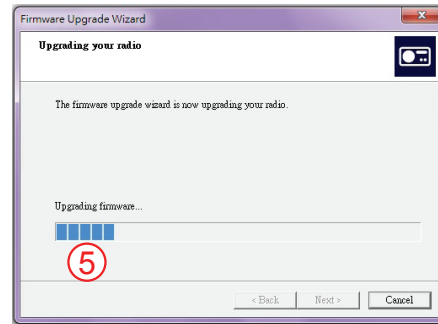 Firmware Upgrade Wizard
Upgrading your radio
The firmware upgrade wizard is now upgrading your radio.
Upgrading firmware...
5
< Back Next > Cancel